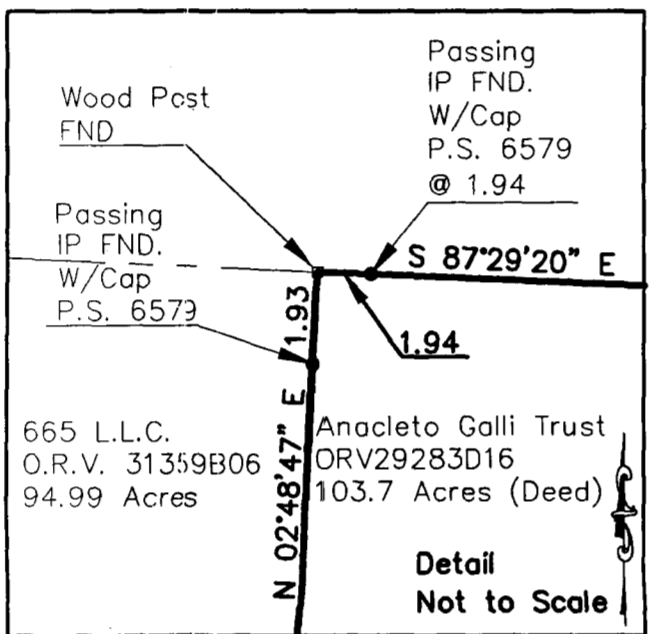 Wood Post
FND
Passing
IP FND.
W/Cap
P.S. 6579
@ 1.94
Passing
IP FND.
W/Cap
P.S. 6579
S 87°29'20" E
1.93
1.94
N 02°48'47" E
665 L.L.C.
O.R.V. 31359B06
94.99 Acres
Anacleto Galli Trust
ORV29283D16
103.7 Acres (Deed)
Detail
Not to Scale